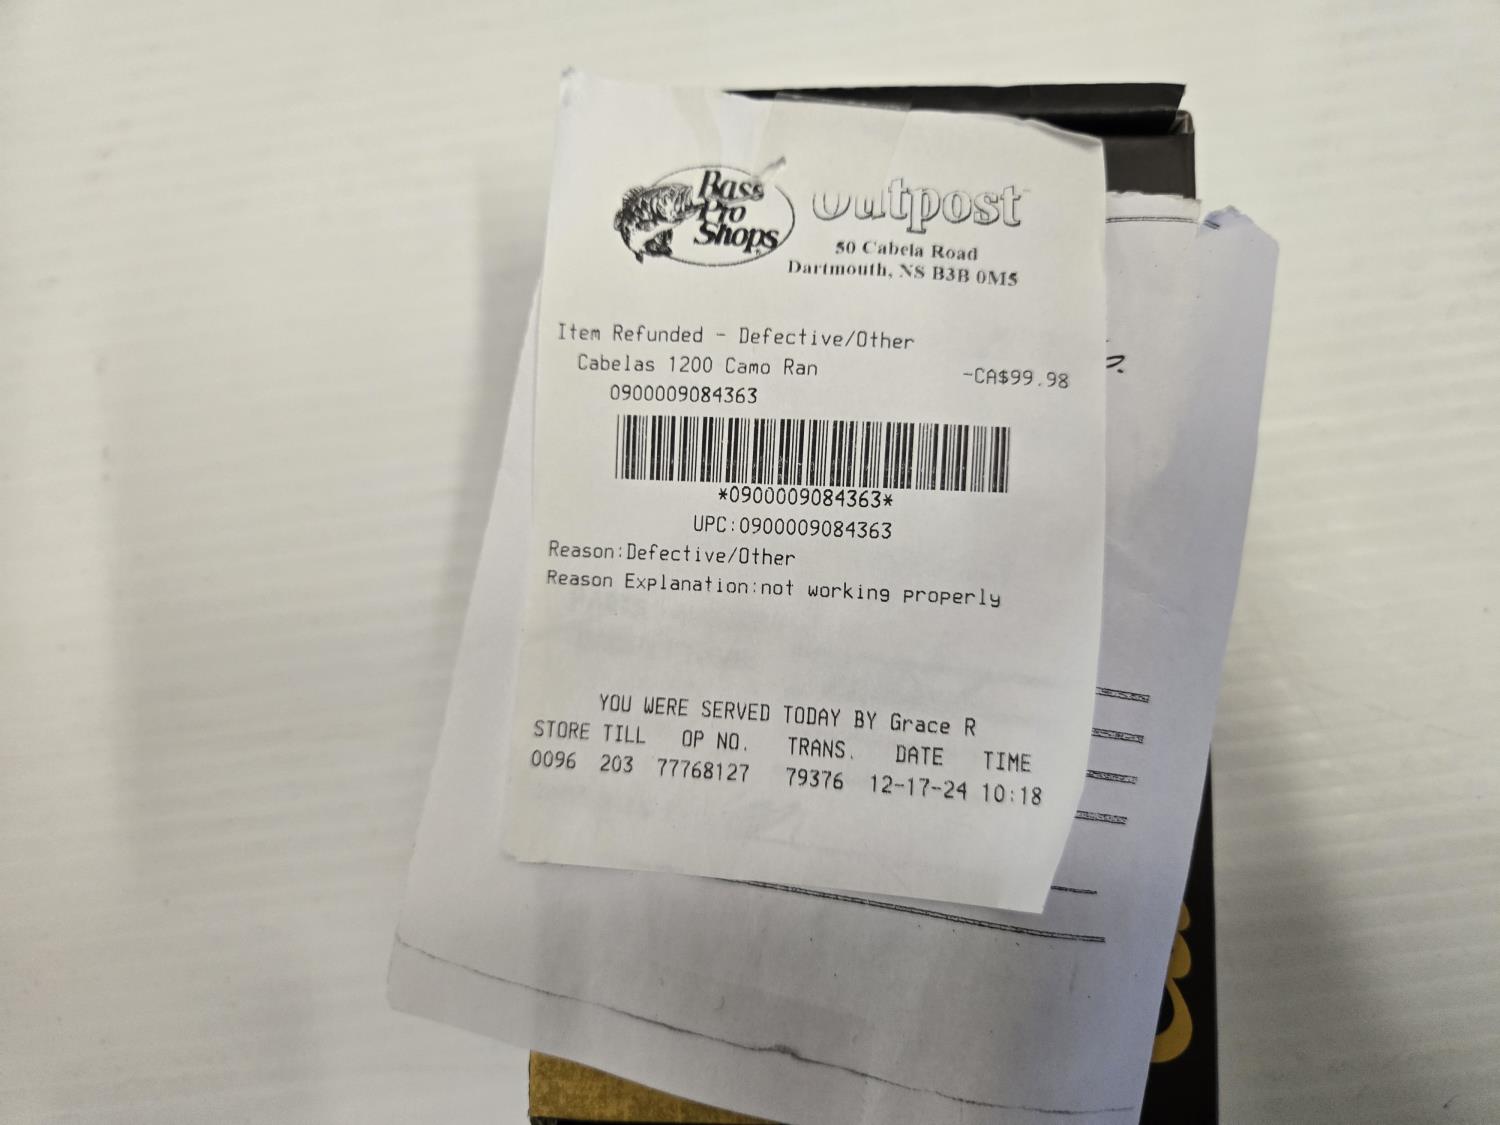 Bass
Pro
Shops
Outpost
50 Cabela Road
Dartmouth, NS B3B 0M5
Item Refunded - Defective/Other
Cabelas 1200 Camo Ran -CA$99.98
0900009084363
*0900009084363*
UPC:0900009084363
Reason:Defective/Other
Reason Explanation:not working properly
YOU WERE SERVED TODAY BY Grace R
STORE TILL OP NO. TRANS. DATE TIME
0096 203 77768127 79376 12-17-24 10:18